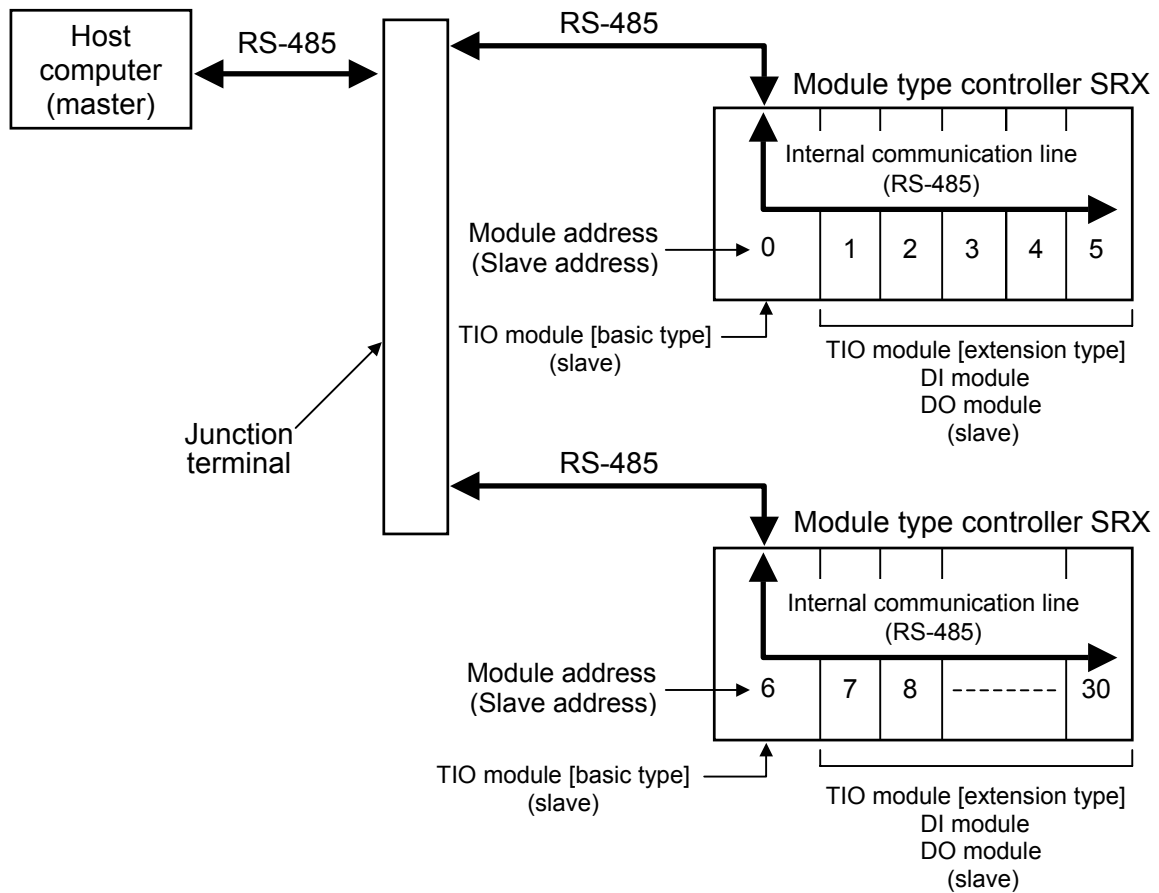 Host
computer
(master)
RS-485
RS-485
Module type controller SRX
Internal communication line
(RS-485)
Module address
(Slave address)
0 1 2 3 4 5
TIO module [basic type]
(slave)
TIO module [extension type]
DI module
DO module
(slave)
Junction
terminal
RS-485
Module type controller SRX
Internal communication line
(RS-485)
Module address
(Slave address)
6 7 8 30
TIO module [basic type]
(slave)
TIO module [extension type]
DI module
DO module
(slave)